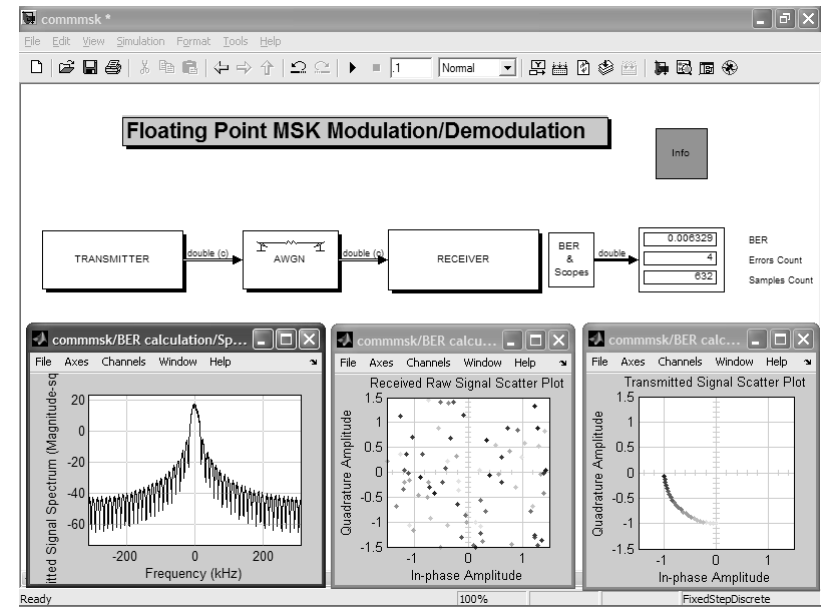 commmsk *
File Edit View Simulation Format Tools Help
.1 Normal
Floating Point MSK Modulation/Demodulation
Info
TRANSMITTER
double (c)
AWGN
double (c)
RECEIVER
BER
&
Scopes
double
0.006329
4
632
BER
Errors Count
Samples Count
commmsk/BER calculation/Sp...
File Axes Channels Window Help
itted Signal Spectrum (Magnitude-sq
20
0
-20
-40
-60
-200 0 200
Frequency (kHz)
commmsk/BER calcu...
File Axes Channels Window Help
Received Raw Signal Scatter Plot
Quadrature Amplitude
1.5
1
0.5
0
-0.5
-1
-1.5
-1 0 1
In-phase Amplitude
commmsk/BER calc...
File Axes Channels Window Help
Transmitted Signal Scatter Plot
Quadrature Amplitude
1.5
1
0.5
0
-0.5
-1
-1.5
-1 0 1
In-phase Amplitude
Ready 100% FixedStepDiscrete